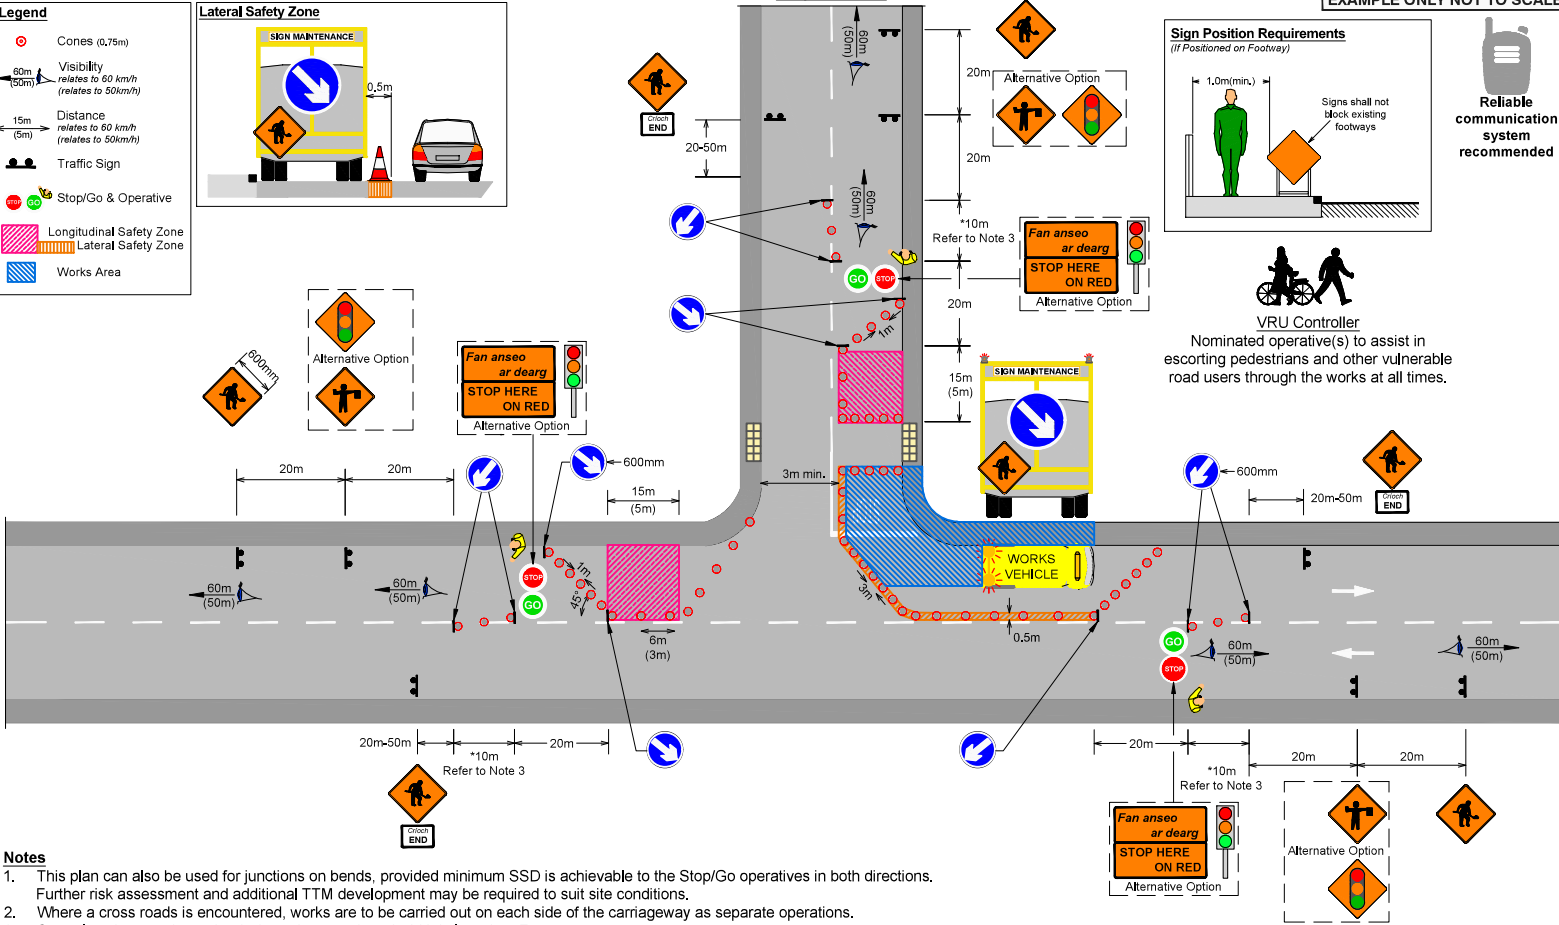 EXAMPLE ONLY NOT TO SCALE
Legend
Cones (0.75m)
60m
(50m)
Visibility
relates to 60 km/h
(relates to 50km/h)
15m
(5m)
Distance
relates to 60 km/h
(relates to 50km/h)
Traffic Sign
STOP
GO
Stop/Go & Operative
Longitudinal Safety Zone
Lateral Safety Zone
Works Area
Lateral Safety Zone
SIGN MAINTENANCE
0.5m
Críoch
END
20-50m
60m
(50m)
20m
Alternative Option
20m
60m
(50m)
*10m
Refer to Note 3
GO
STOP
Fan anseo
ar dearg
STOP HERE
ON RED
Alternative Option
20m
1m
15m
(5m)
Sign Position Requirements
(If Positioned on Footway)
1.0m(min.)
Signs shall not
block existing
footways
Reliable
communication
system
recommended
VRU Controller
Nominated operative(s) to assist in
escorting pedestrians and other vulnerable
road users through the works at all times.
SIGN MAINTENANCE
600mm
Alternative Option
Fan anseo
ar dearg
STOP HERE
ON RED
Alternative Option
20m
20m
600mm
15m
(5m)
3m min.
600mm
20m-50m
Críoch
END
60m
(50m)
60m
(50m)
STOP
GO
1m
45°
6m
(3m)
3m
WORKS
VEHICLE
0.5m
GO
STOP
60m
(50m)
60m
(50m)
20m-50m
*10m
Refer to Note 3
20m
Críoch
END
20m
*10m
Refer to Note 3
20m
20m
Fan anseo
ar dearg
STOP HERE
ON RED
Alternative Option
Alternative Option
Notes
1. This plan can also be used for junctions on bends, provided minimum SSD is achievable to the Stop/Go operatives in both directions.
Further risk assessment and additional TTM development may be required to suit site conditions.
2. Where a cross roads is encountered, works are to be carried out on each side of the carriageway as separate operations.